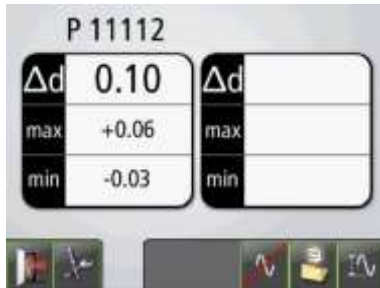 P 11112
Δd 0.10 Δd
max +0.06 max
min -0.03 min